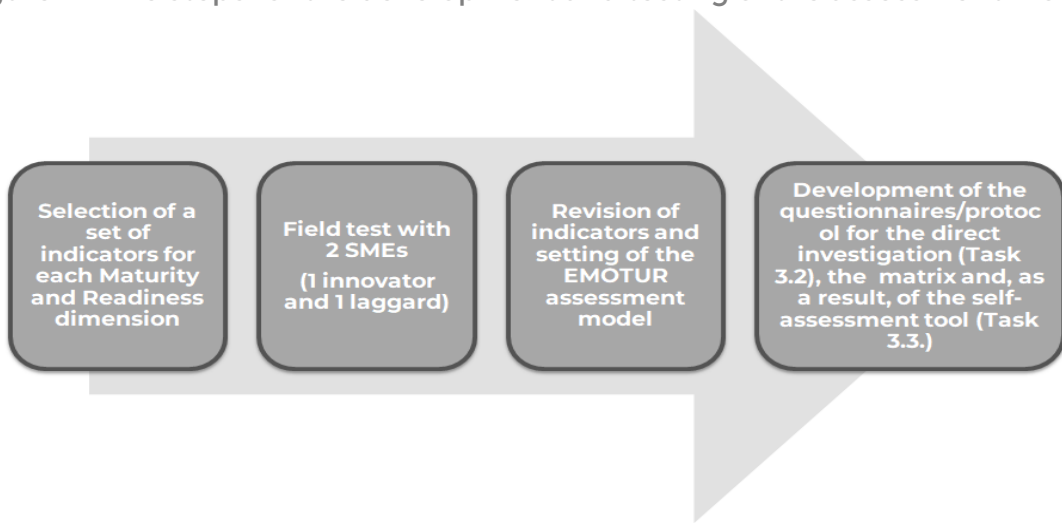 Selection of a
set of
indicators for
each Maturity
and Readiness
dimension
Field test with
2 SMEs
(1 innovator
and 1 laggard)
Revision of
indicators and
setting of the
EMOTUR
assessment
model
Development of the
questionnaires/protoc
ol for the direct
investigation (Task
3.2), the matrix and, as
a result, of the self-
assessment tool (Task
3.3.)